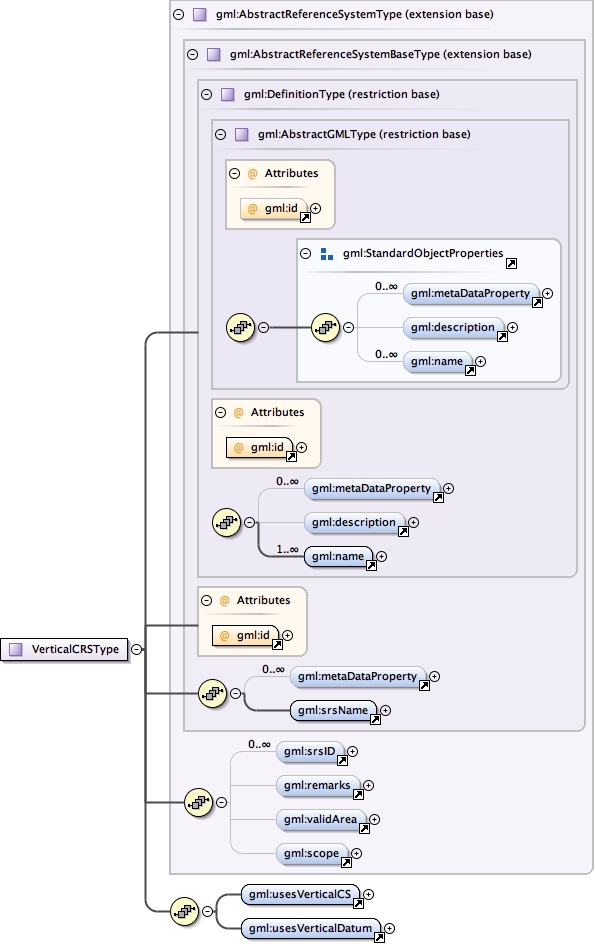 gml:AbstractReferenceSystemType (extension base)
gml:AbstractReferenceSystemBaseType (extension base)
gml:DefinitionType (restriction base)
gml:AbstractGMLType (restriction base)
@ Attributes
@ gml:id
gml:StandardObjectProperties
0..∞
gml:metaDataProperty
gml:description
0..∞
gml:name
@ Attributes
@ gml:id
0..∞
gml:metaDataProperty
gml:description
1..∞
gml:name
@ Attributes
@ gml:id
VerticalCRSType
0..∞
gml:metaDataProperty
gml:srsName
0..∞
gml:srsID
gml:remarks
gml:validArea
gml:scope
gml:usesVerticalCS
gml:usesVerticalDatum